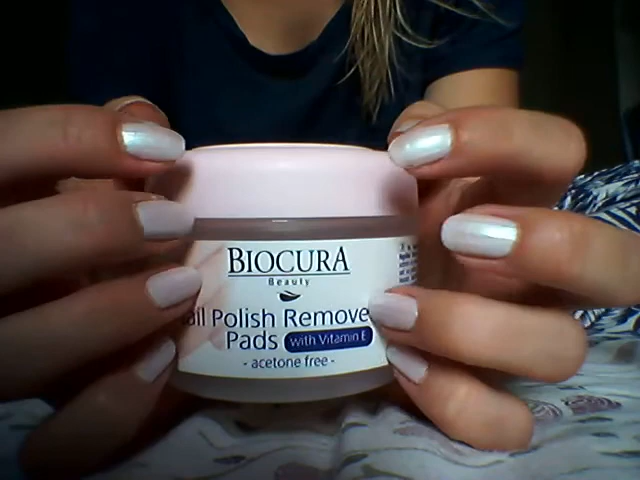 BIOCURA
Beauty
ail Polish Remove
Pads with Vitamin E
- acetone free -